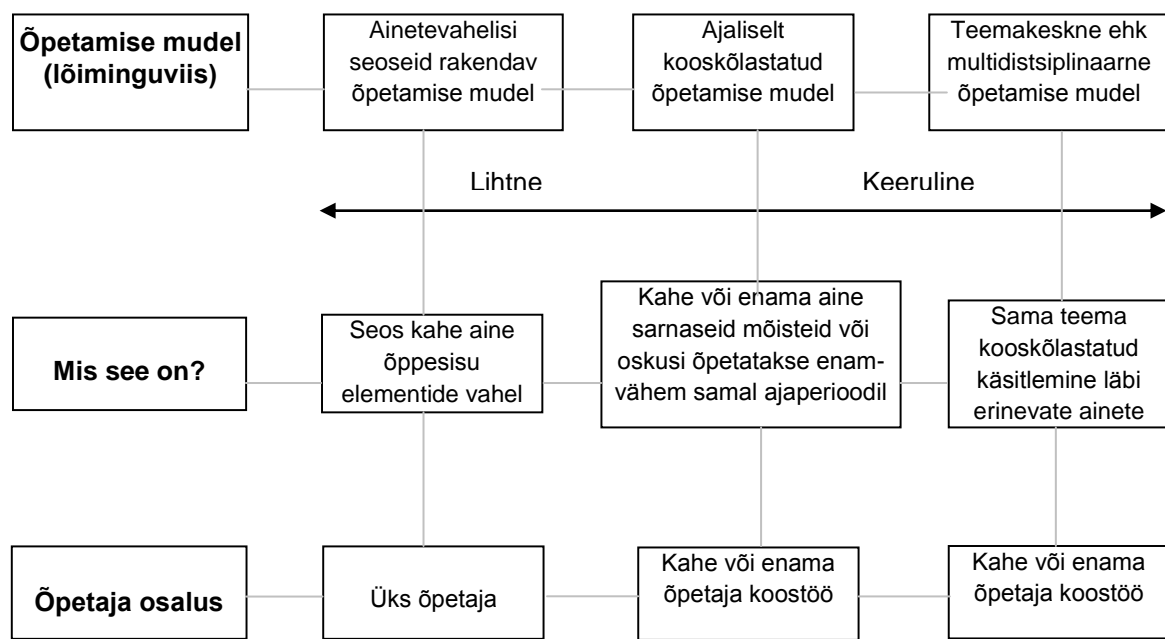 Õpetamise mudel
(lõiminguviis)
Ainetevahelisi
seoseid rakendav
õpetamise mudel
Ajaliselt
kooskõlastatud
õpetamise mudel
Teemakeskne ehk
multidistsiplinaarne
õpetamise mudel
Lihtne
Keeruline
Mis see on?
Seos kahe aine
õppesisu
elementide vahel
Kahe või enama aine
sarnaseid mõisteid või
oskusi õpetatakse enam-
vähem samal ajaperioodil
Sama teema
kooskõlastatud
käsitlemine läbi
erinevate ainete
Õpetaja osalus
Üks õpetaja
Kahe või enama
õpetaja koostöö
Kahe või enama
õpetaja koostöö